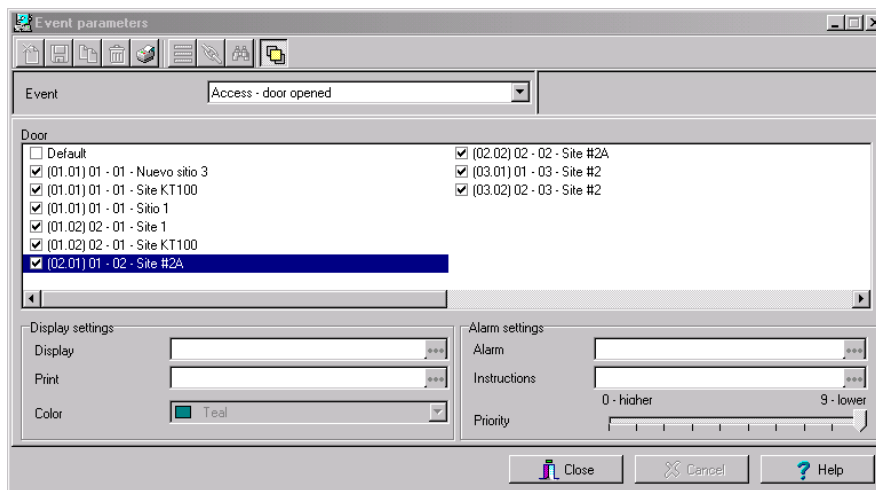 Event parameters
Event
Access - door opened
Door
Default
(01.01) 01 - 01 - Nuevo sitio 3
(01.01) 01 - 01 - Site KT100
(01.01) 01 - 01 - Sitio 1
(01.02) 02 - 01 - Site 1
(01.02) 02 - 01 - Site KT100
(02.01) 01 - 02 - Site #2A
(02.02) 02 - 02 - Site #2A
(03.01) 01 - 03 - Site #2
(03.02) 02 - 03 - Site #2
Display settings
Display
Print
Color
Teal
Alarm settings
Alarm
Instructions
0 - higher
9 - lower
Priority
Close
Cancel
Help